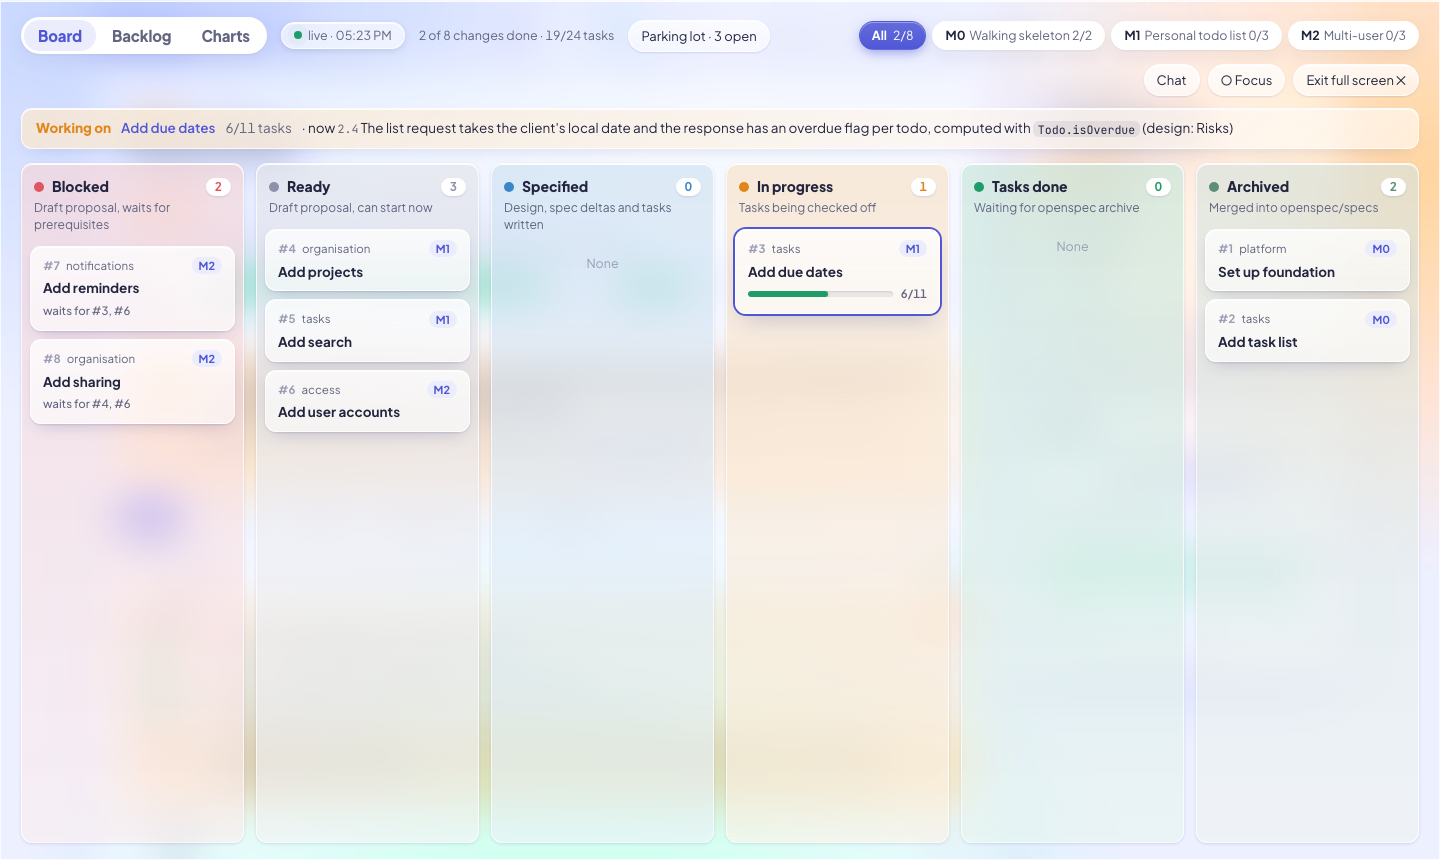 Board Backlog Charts
live · 05:23 PM
2 of 8 changes done · 19/24 tasks
Parking lot · 3 open
All 2/8
M0 Walking skeleton 2/2
M1 Personal todo list 0/3
M2 Multi-user 0/3
Chat
Focus
Exit full screen
Working on Add due dates 6/11 tasks · now 2.4 The list request takes the client's local date and the response has an overdue flag per todo, computed with Todo.isOverdue (design: Risks)
Blocked 2
Draft proposal, waits for
prerequisites
#7 notifications M2
Add reminders
waits for #3, #6
#8 organisation M2
Add sharing
waits for #4, #6
Ready 3
Draft proposal, can start now
#4 organisation M1
Add projects
#5 tasks M1
Add search
#6 access M2
Add user accounts
Specified 0
Design, spec deltas and tasks
written
None
In progress 1
Tasks being checked off
#3 tasks M1
Add due dates
6/11
Tasks done 0
Waiting for openspec archive
None
Archived 2
Merged into openspec/specs
#1 platform M0
Set up foundation
#2 tasks M0
Add task list